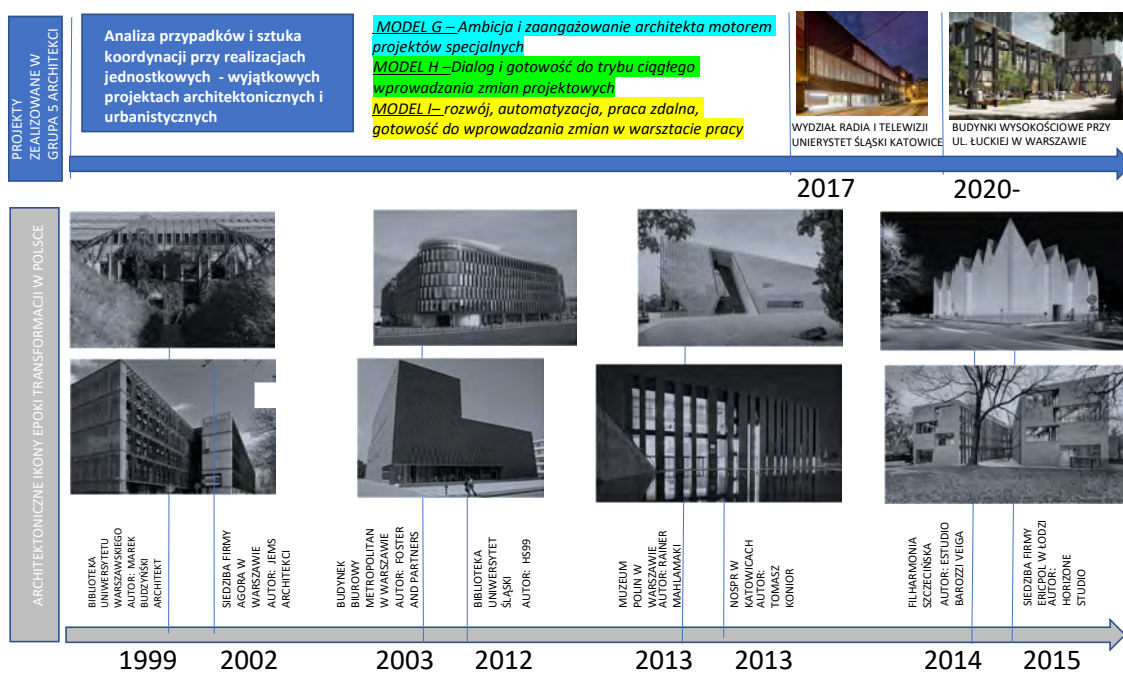 PROJEKTY
ZEALIZOWANE W
GRUPA 5 ARCHITEKCI
Analiza przypadków i sztuka
koordynacji przy realizacjach
jednostkowych - wyjątkowych
projektach architektonicznych i
urbanistycznych
MODEL G – Ambicja i zaangażowanie architekta motorem
projektów specjalnych
MODEL H –Dialog i gotowość do trybu ciągłego
wprowadzania zmian projektowych
MODEL I– rozwój, automatyzacja, praca zdalna,
gotowość do wprowadzania zmian w warsztacie pracy
WYDZIAŁ RADIA I TELEWIZJI
UNIERYSTET ŚLĄSKI KATOWICE
BUDYNKI WYSOKOŚCIOWE PRZY
UL. ŁUCKIEJ W WARSZAWIE
2017
2020-
ARCHITEKTONICZNE IKONY EPOKI TRANSFORMACJI W POLSCE
BIBLIOTEKA
UNIWERSYTETU
WARSZAWSKIEGO
AUTOR: MAREK
BUDZYŃSKI
ARCHITEKT
SIEDZIBA FIRMY
AGORA W
WARSZAWIE
AUTOR: JEMS
ARCHITEKCI
BUDYNEK
BIUROWY
METROPOLITAN
W WARSZAWIE
AUTOR: FOSTER
AND PARTNERS
BIBLIOTEKA
UNIWERSYTET
ŚLĄSKI
AUTOR: HS99
MUZEUM
POLIN W
WARSZAWIE
AUTOR: RAINER
MAHLAMAKI
NOSPR W
KATOWICACH
AUTOR:
TOMASZ
KONIOR
FILHARMONIA
SZCZECIŃSKA
AUTOR: ESTUDIO
BAROZZI VEIGA
SIEDZIBA FIRMY
ERICPOL W ŁODZI
AUTOR:
HORIZONE
STUDIO
1999
2002
2003
2012
2013
2013
2014
2015